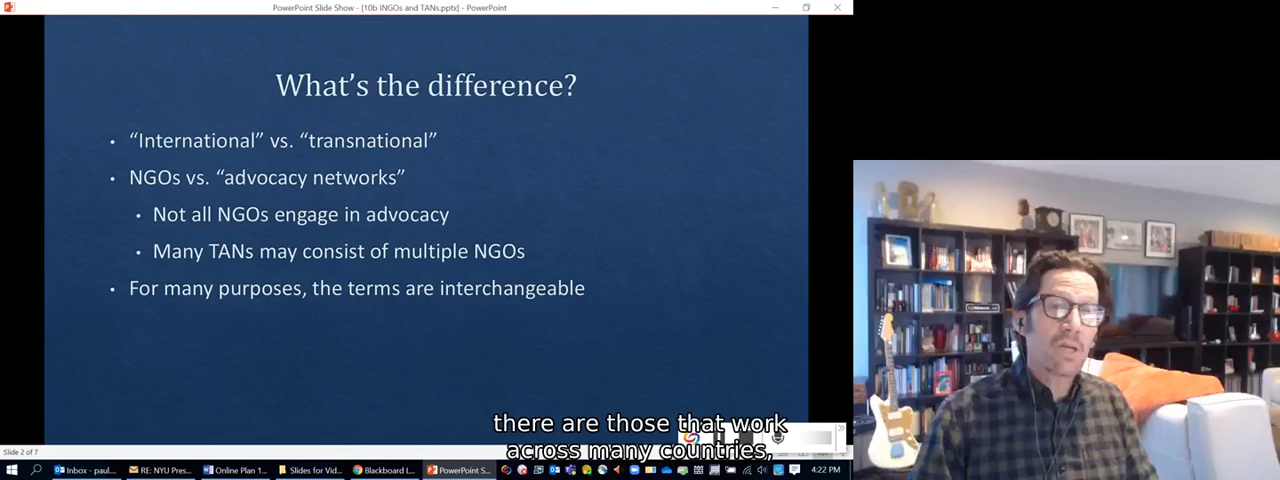 PowerPoint Slide Show - [10b INGOs and TANs.pptx] - PowerPoint
What's the difference?
• "International" vs. "transnational"
• NGOs vs. "advocacy networks"
• Not all NGOs engage in advocacy
• Many TANs may consist of multiple NGOs
• For many purposes, the terms are interchangeable
there are those that work
across many countries,
Slide 2 of 7
Inbox - paul...
RE: NYU Pres...
Online Plan 1...
Slides for Vid...
Blackboard L...
PowerPoint S...
4:22 PM